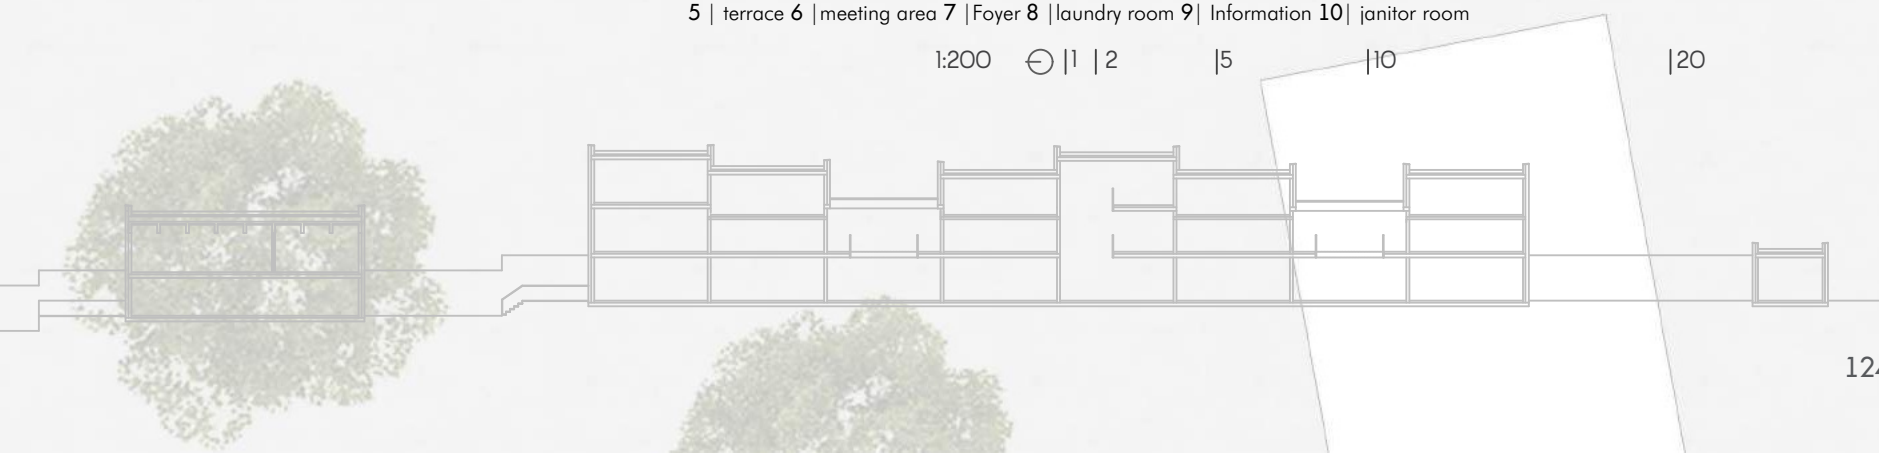 5 | terrace 6 |meeting area 7 |Foyer 8 |laundry room 9| Information 10| janitor room
1:200 |1 |2 |5 |10 |20
124